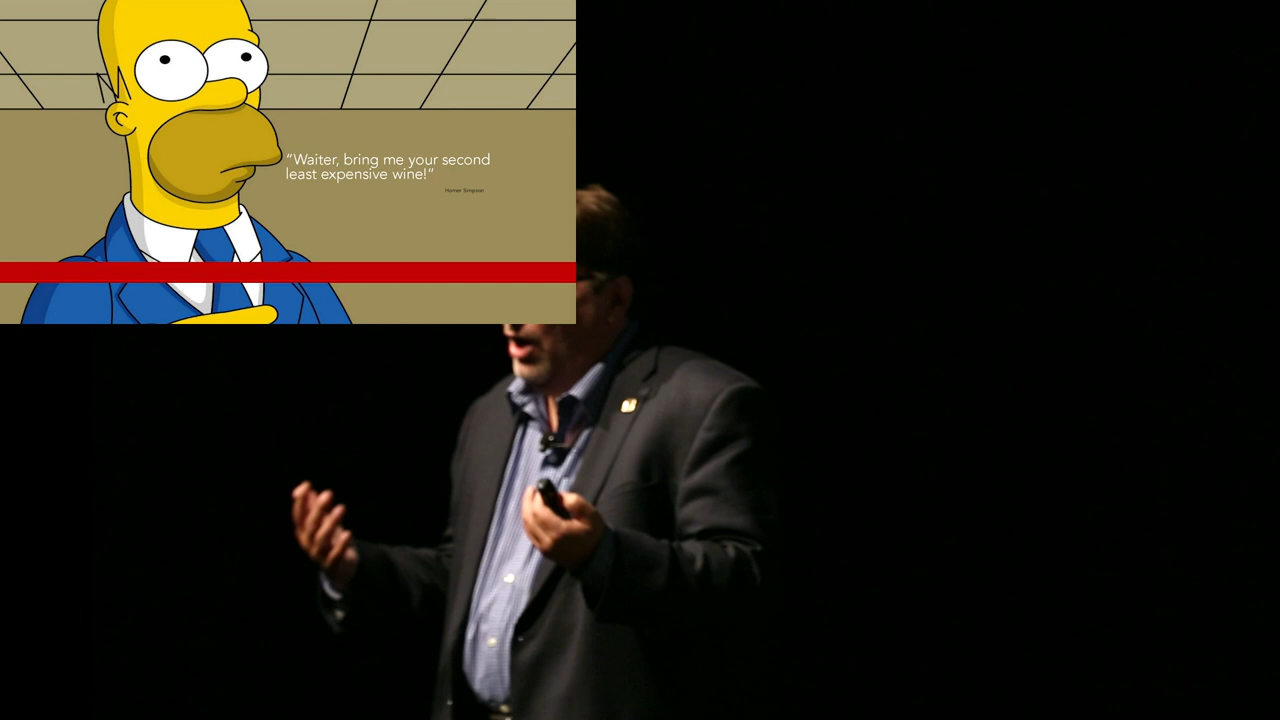 “Waiter, bring me your second
least expensive wine!”
Homer Simpson